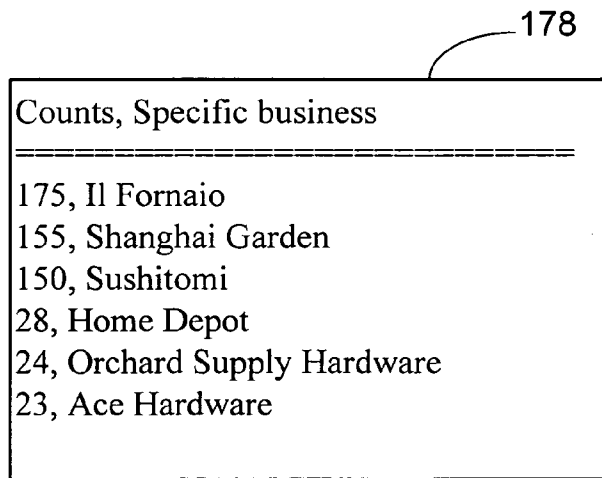 178
Counts, Specific business
==============================
175, Il Fornaio
155, Shanghai Garden
150, Sushitomi
28, Home Depot
24, Orchard Supply Hardware
23, Ace Hardware